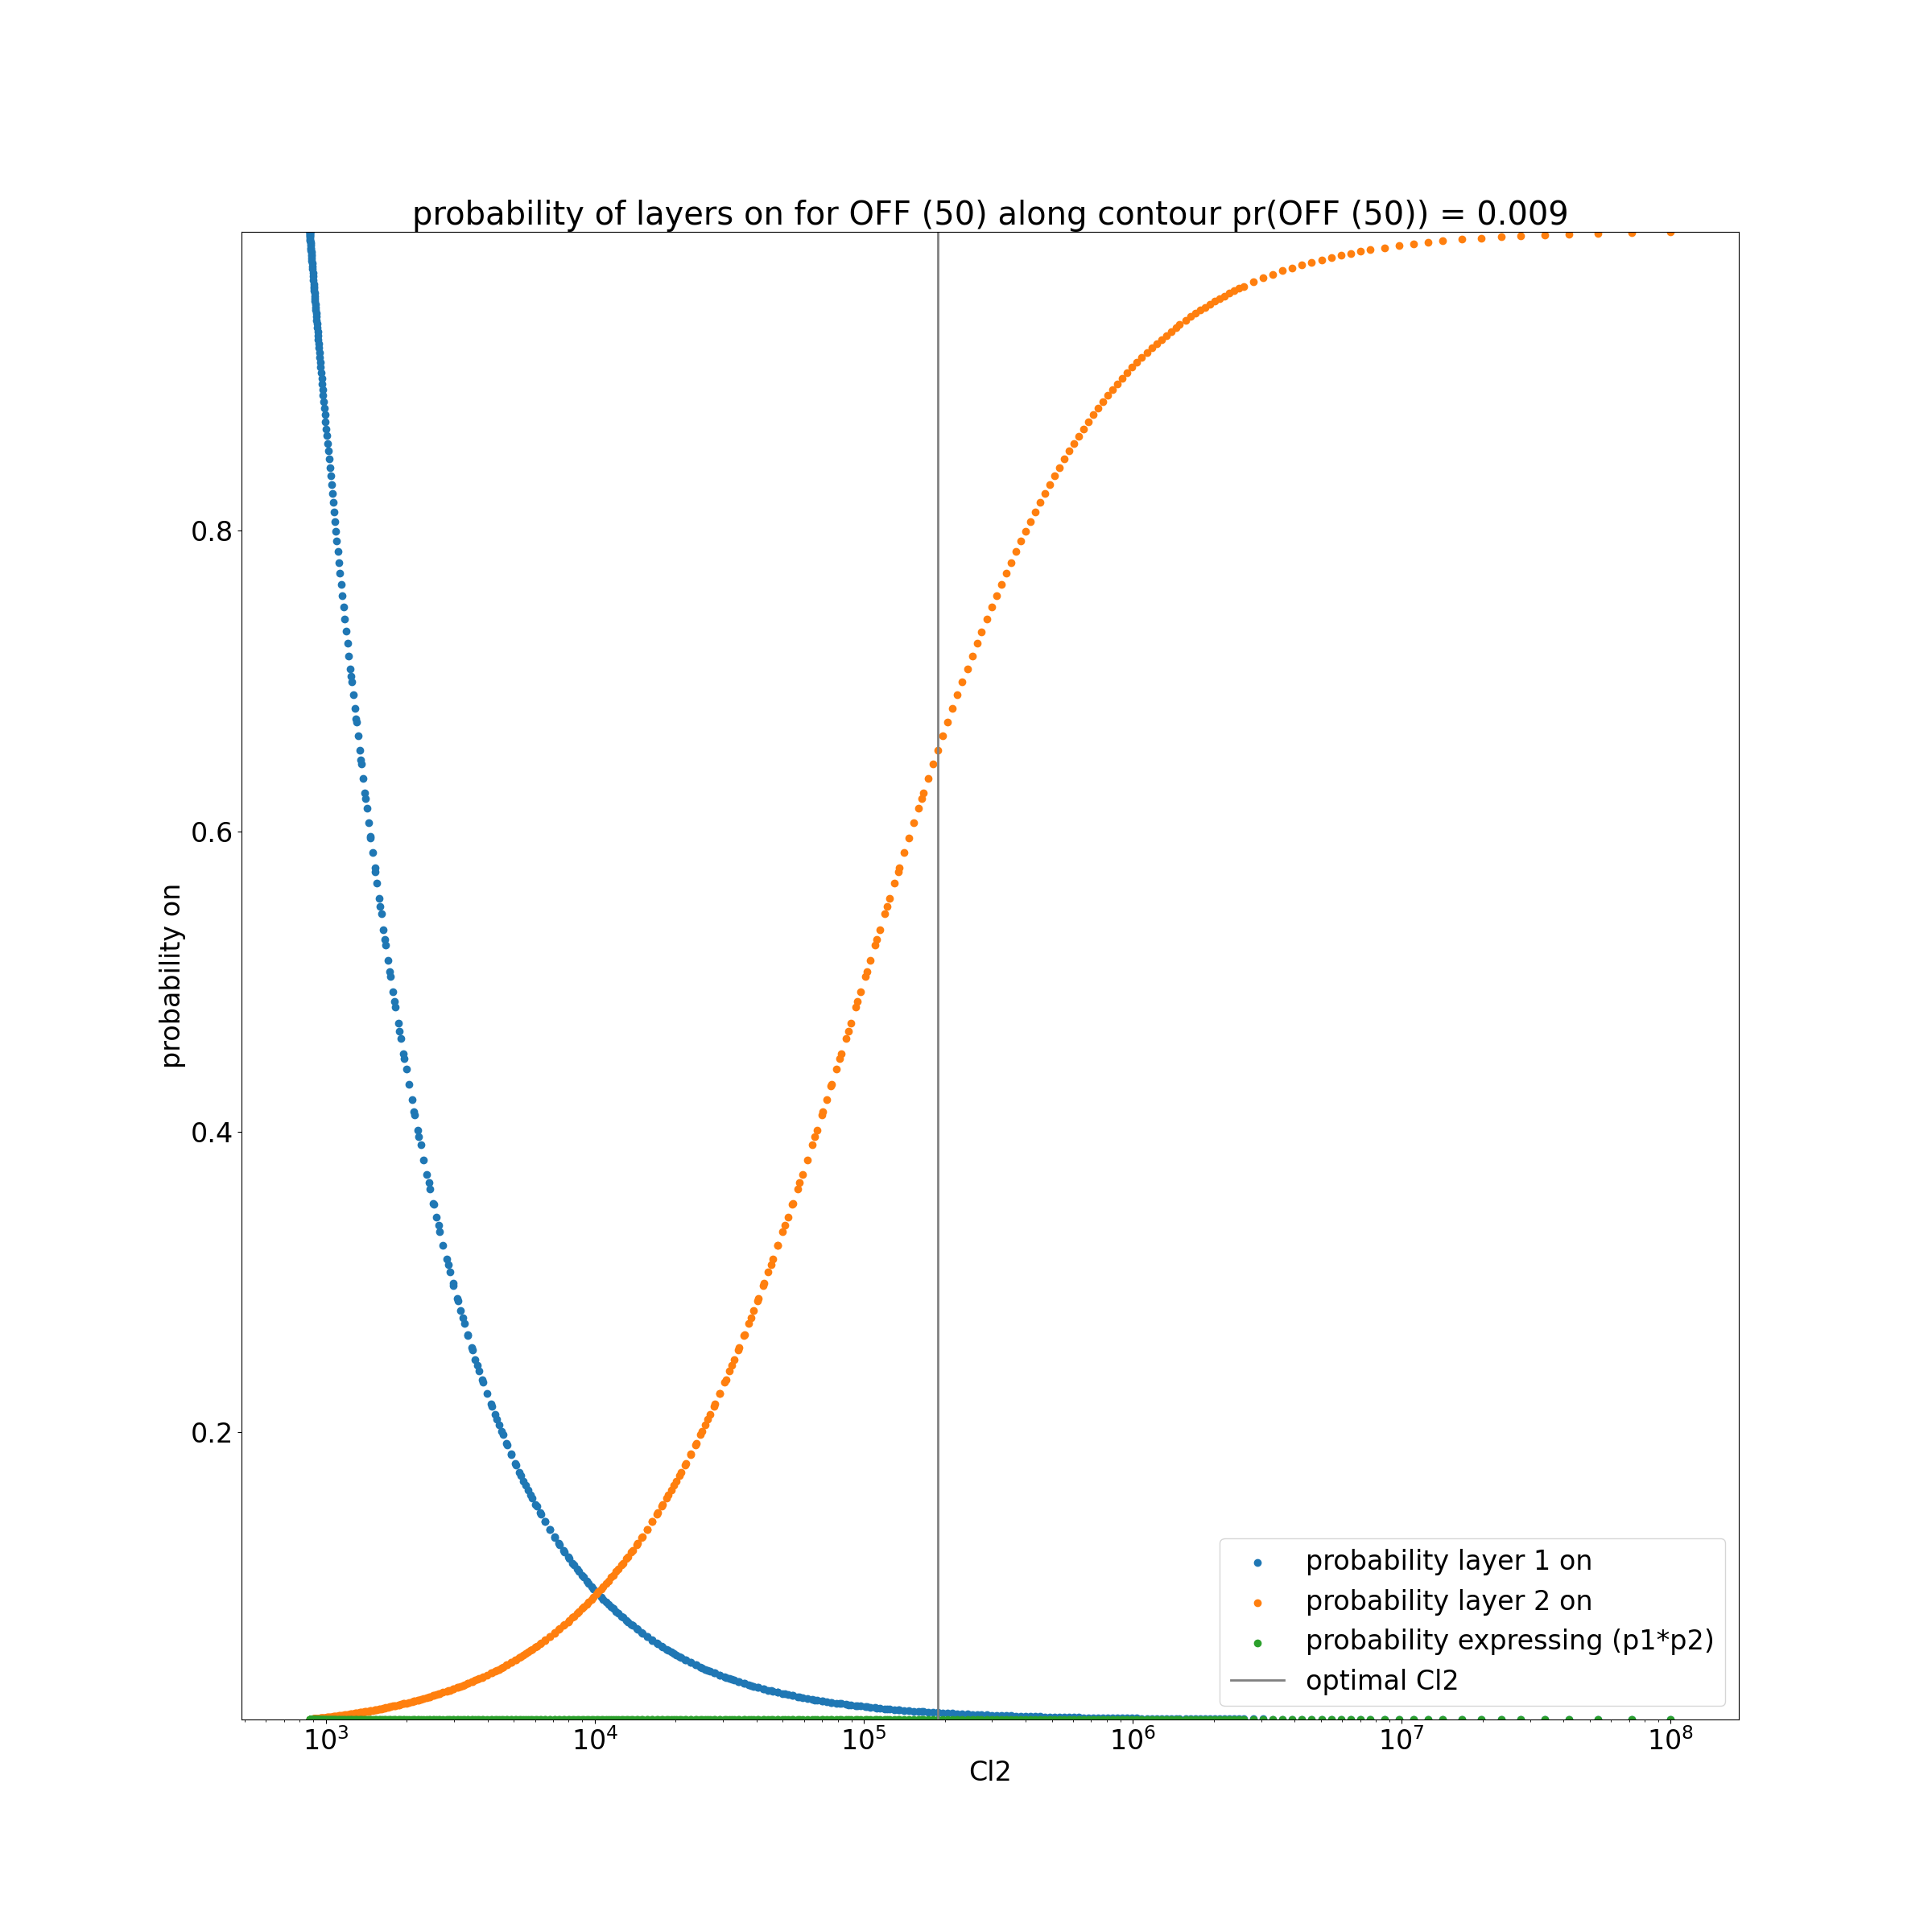 probability of layers on for OFF (50) along contour pr(OFF (50)) = 0.009
0.8
0.6
0.4
0.2
probability on
10³
10⁴
10⁵
10⁶
10⁷
10⁸
Cl2
probability layer 1 on
probability layer 2 on
probability expressing (p1*p2)
optimal Cl2